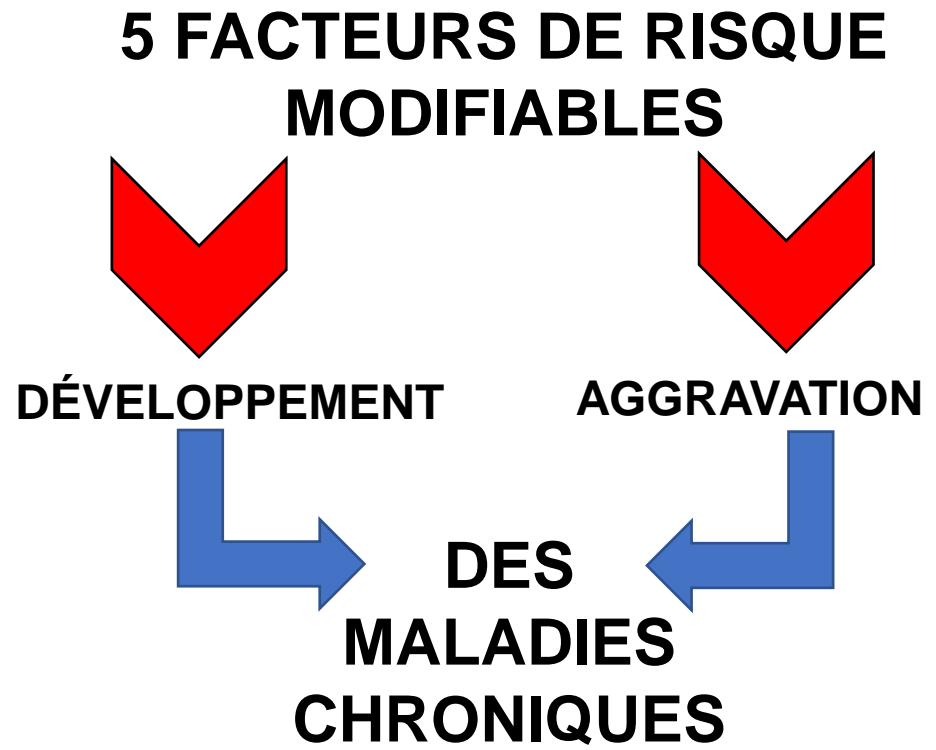 5 FACTEURS DE RISQUE
MODIFIABLES
DÉVELOPPEMENT
AGGRAVATION
DES
MALADIES
CHRONIQUES